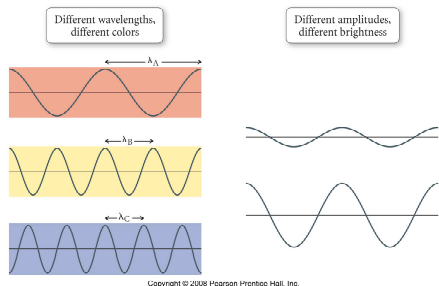 Different wavelengths,
different colors
Different amplitudes,
different brightness
λA
λB
λC
Copyright © 2008 Pearson Prentice Hall, Inc.